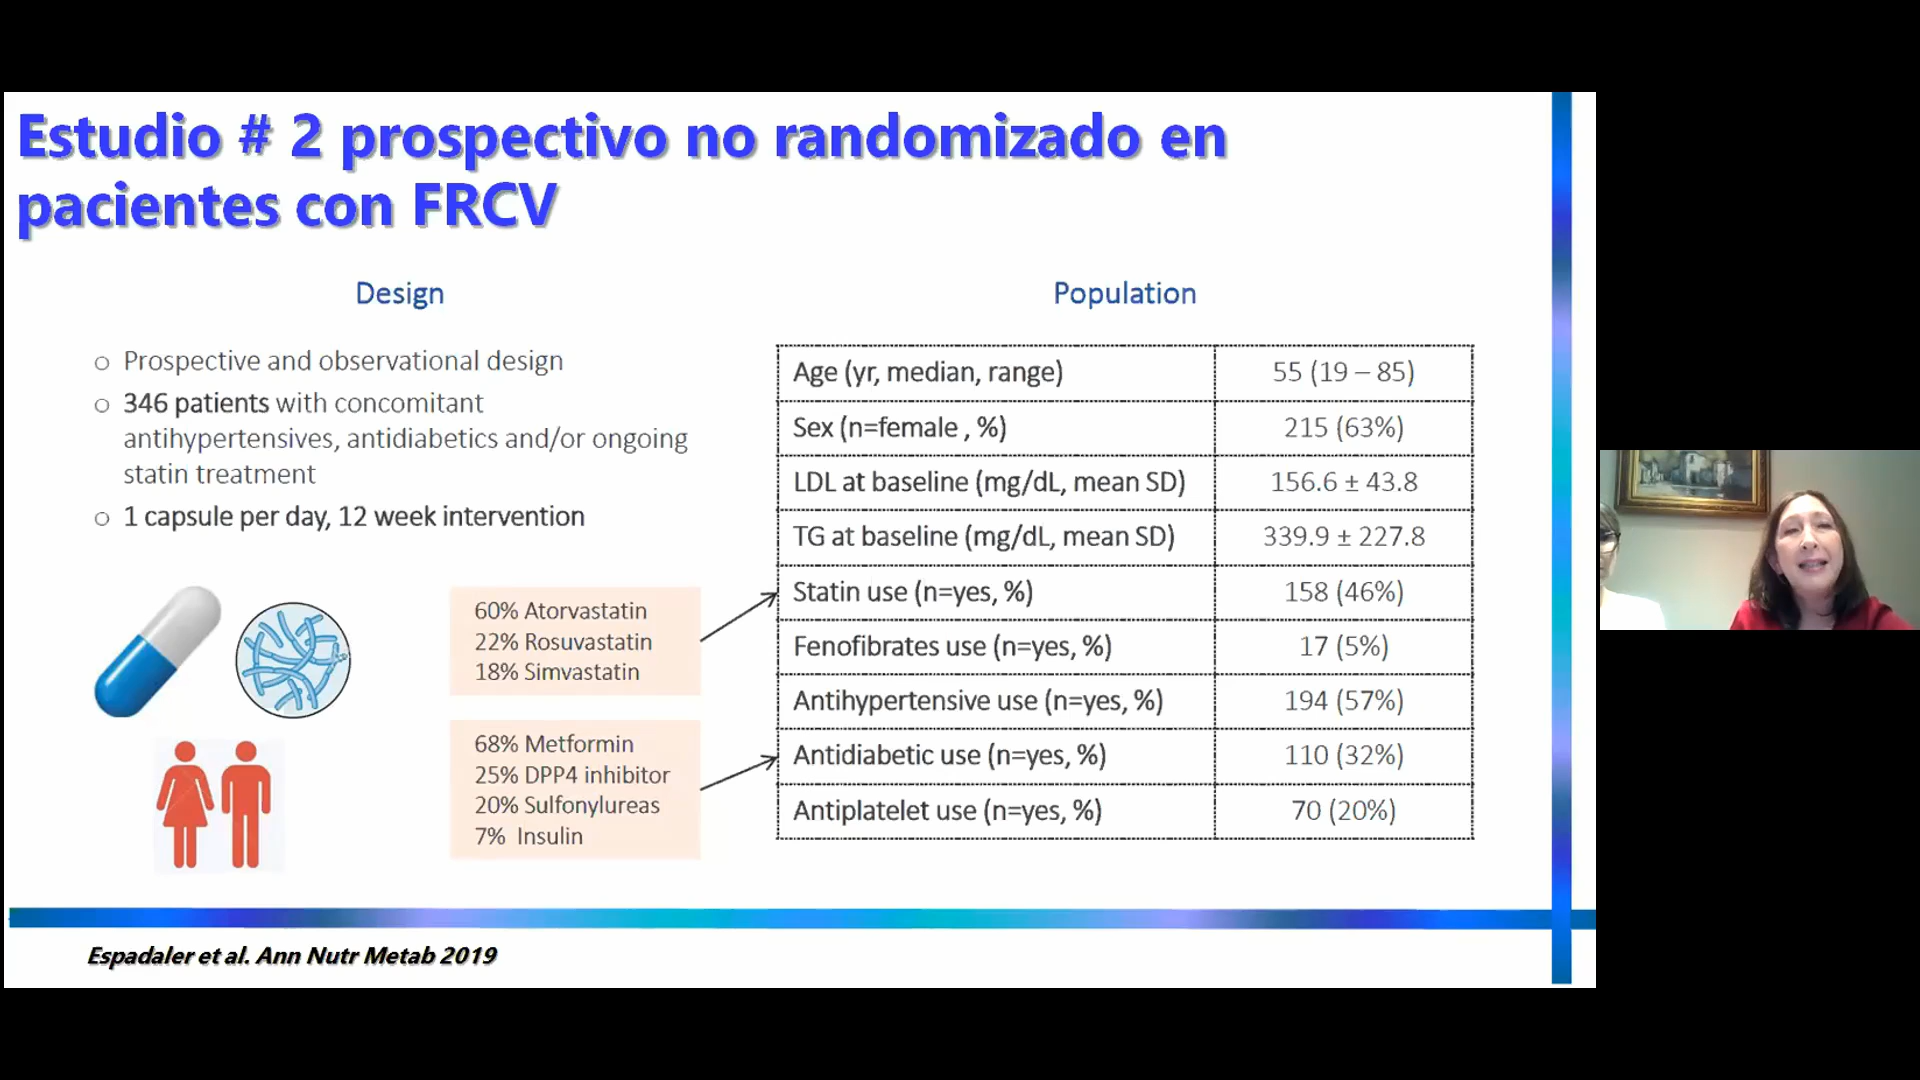 Estudio # 2 prospectivo no randomizado en
pacientes con FRCV
Design
○ Prospective and observational design
○ 346 patients with concomitant
antihypertensives, antidiabetics and/or ongoing
statin treatment
○ 1 capsule per day, 12 week intervention
60% Atorvastatin
22% Rosuvastatin
18% Simvastatin
68% Metformin
25% DPP4 inhibitor
20% Sulfonylureas
7% Insulin
Population
Age (yr, median, range) 55 (19 – 85)
Sex (n=female , %) 215 (63%)
LDL at baseline (mg/dL, mean SD) 156.6 ± 43.8
TG at baseline (mg/dL, mean SD) 339.9 ± 227.8
Statin use (n=yes, %) 158 (46%)
Fenofibrates use (n=yes, %) 17 (5%)
Antihypertensive use (n=yes, %) 194 (57%)
Antidiabetic use (n=yes, %) 110 (32%)
Antiplatelet use (n=yes, %) 70 (20%)
Espadaler et al. Ann Nutr Metab 2019